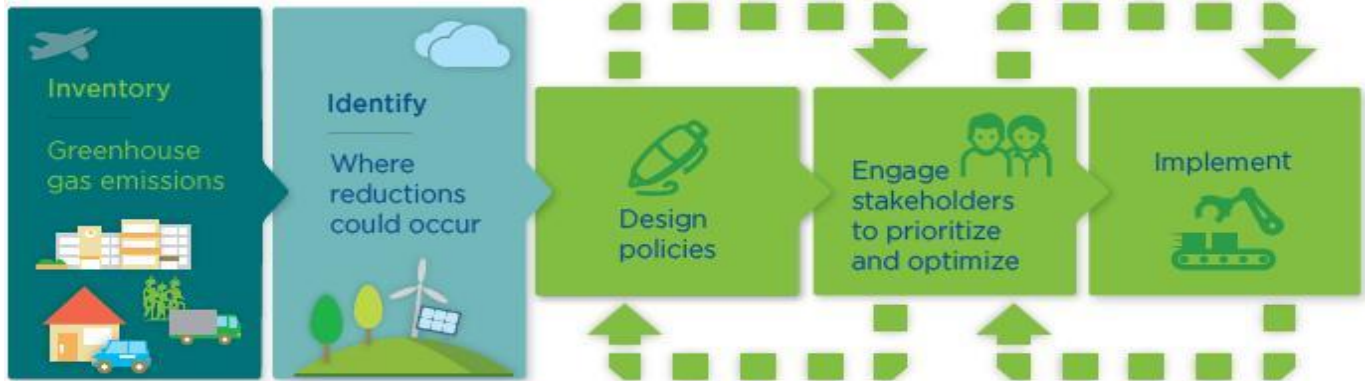 Inventory
Greenhouse
gas emissions
Identify
Where
reductions
could occur
Design
policies
Engage
stakeholders
to prioritize
and optimize
Implement